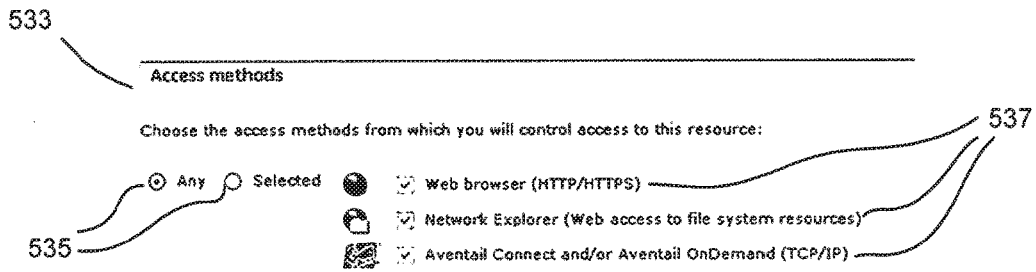 533
Access methods
Choose the access methods from which you will control access to this resource:
537
Any Selected Web browser (HTTP/HTTPS)
Network Explorer (Web access to file system resources)
535
Aventail Connect and/or Aventail OnDemand (TCP/IP)